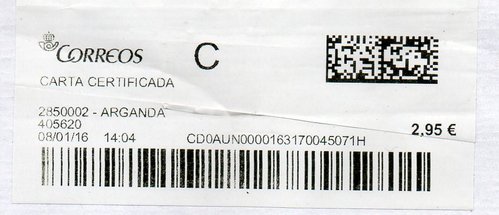 CORREOS
C
CARTA CERTIFICADA
2850002 - ARGANDA
405620
2,95 €
08/01/16 14:04 CD0AUN0000163170045071H